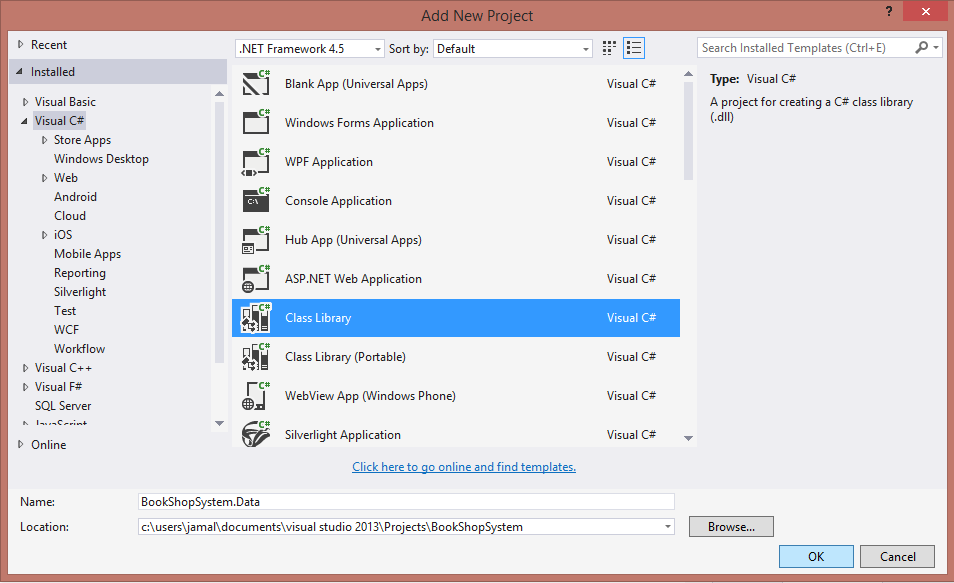 Add New Project
?
Recent
.NET Framework 4.5
Sort by:
Default
Search Installed Templates (Ctrl+E)
Installed
Visual Basic
Visual C#
Store Apps
Windows Desktop
Web
Android
Cloud
iOS
Mobile Apps
Reporting
Silverlight
Test
WCF
Workflow
Visual C++
Visual F#
SQL Server
JavaScript
Online
C# Blank App (Universal Apps) Visual C#
C# Windows Forms Application Visual C#
C# WPF Application Visual C#
C# C:\ Console Application Visual C#
C# Hub App (Universal Apps) Visual C#
C# ASP.NET Web Application Visual C#
C# Class Library Visual C#
C# Class Library (Portable) Visual C#
C# WebView App (Windows Phone) Visual C#
C# Silverlight Application Visual C#
Type: Visual C#
A project for creating a C# class library
(.dll)
Click here to go online and find templates.
Name: BookShopSystem.Data
Location: c:\users\jamal\documents\visual studio 2013\Projects\BookShopSystem
Browse...
OK
Cancel